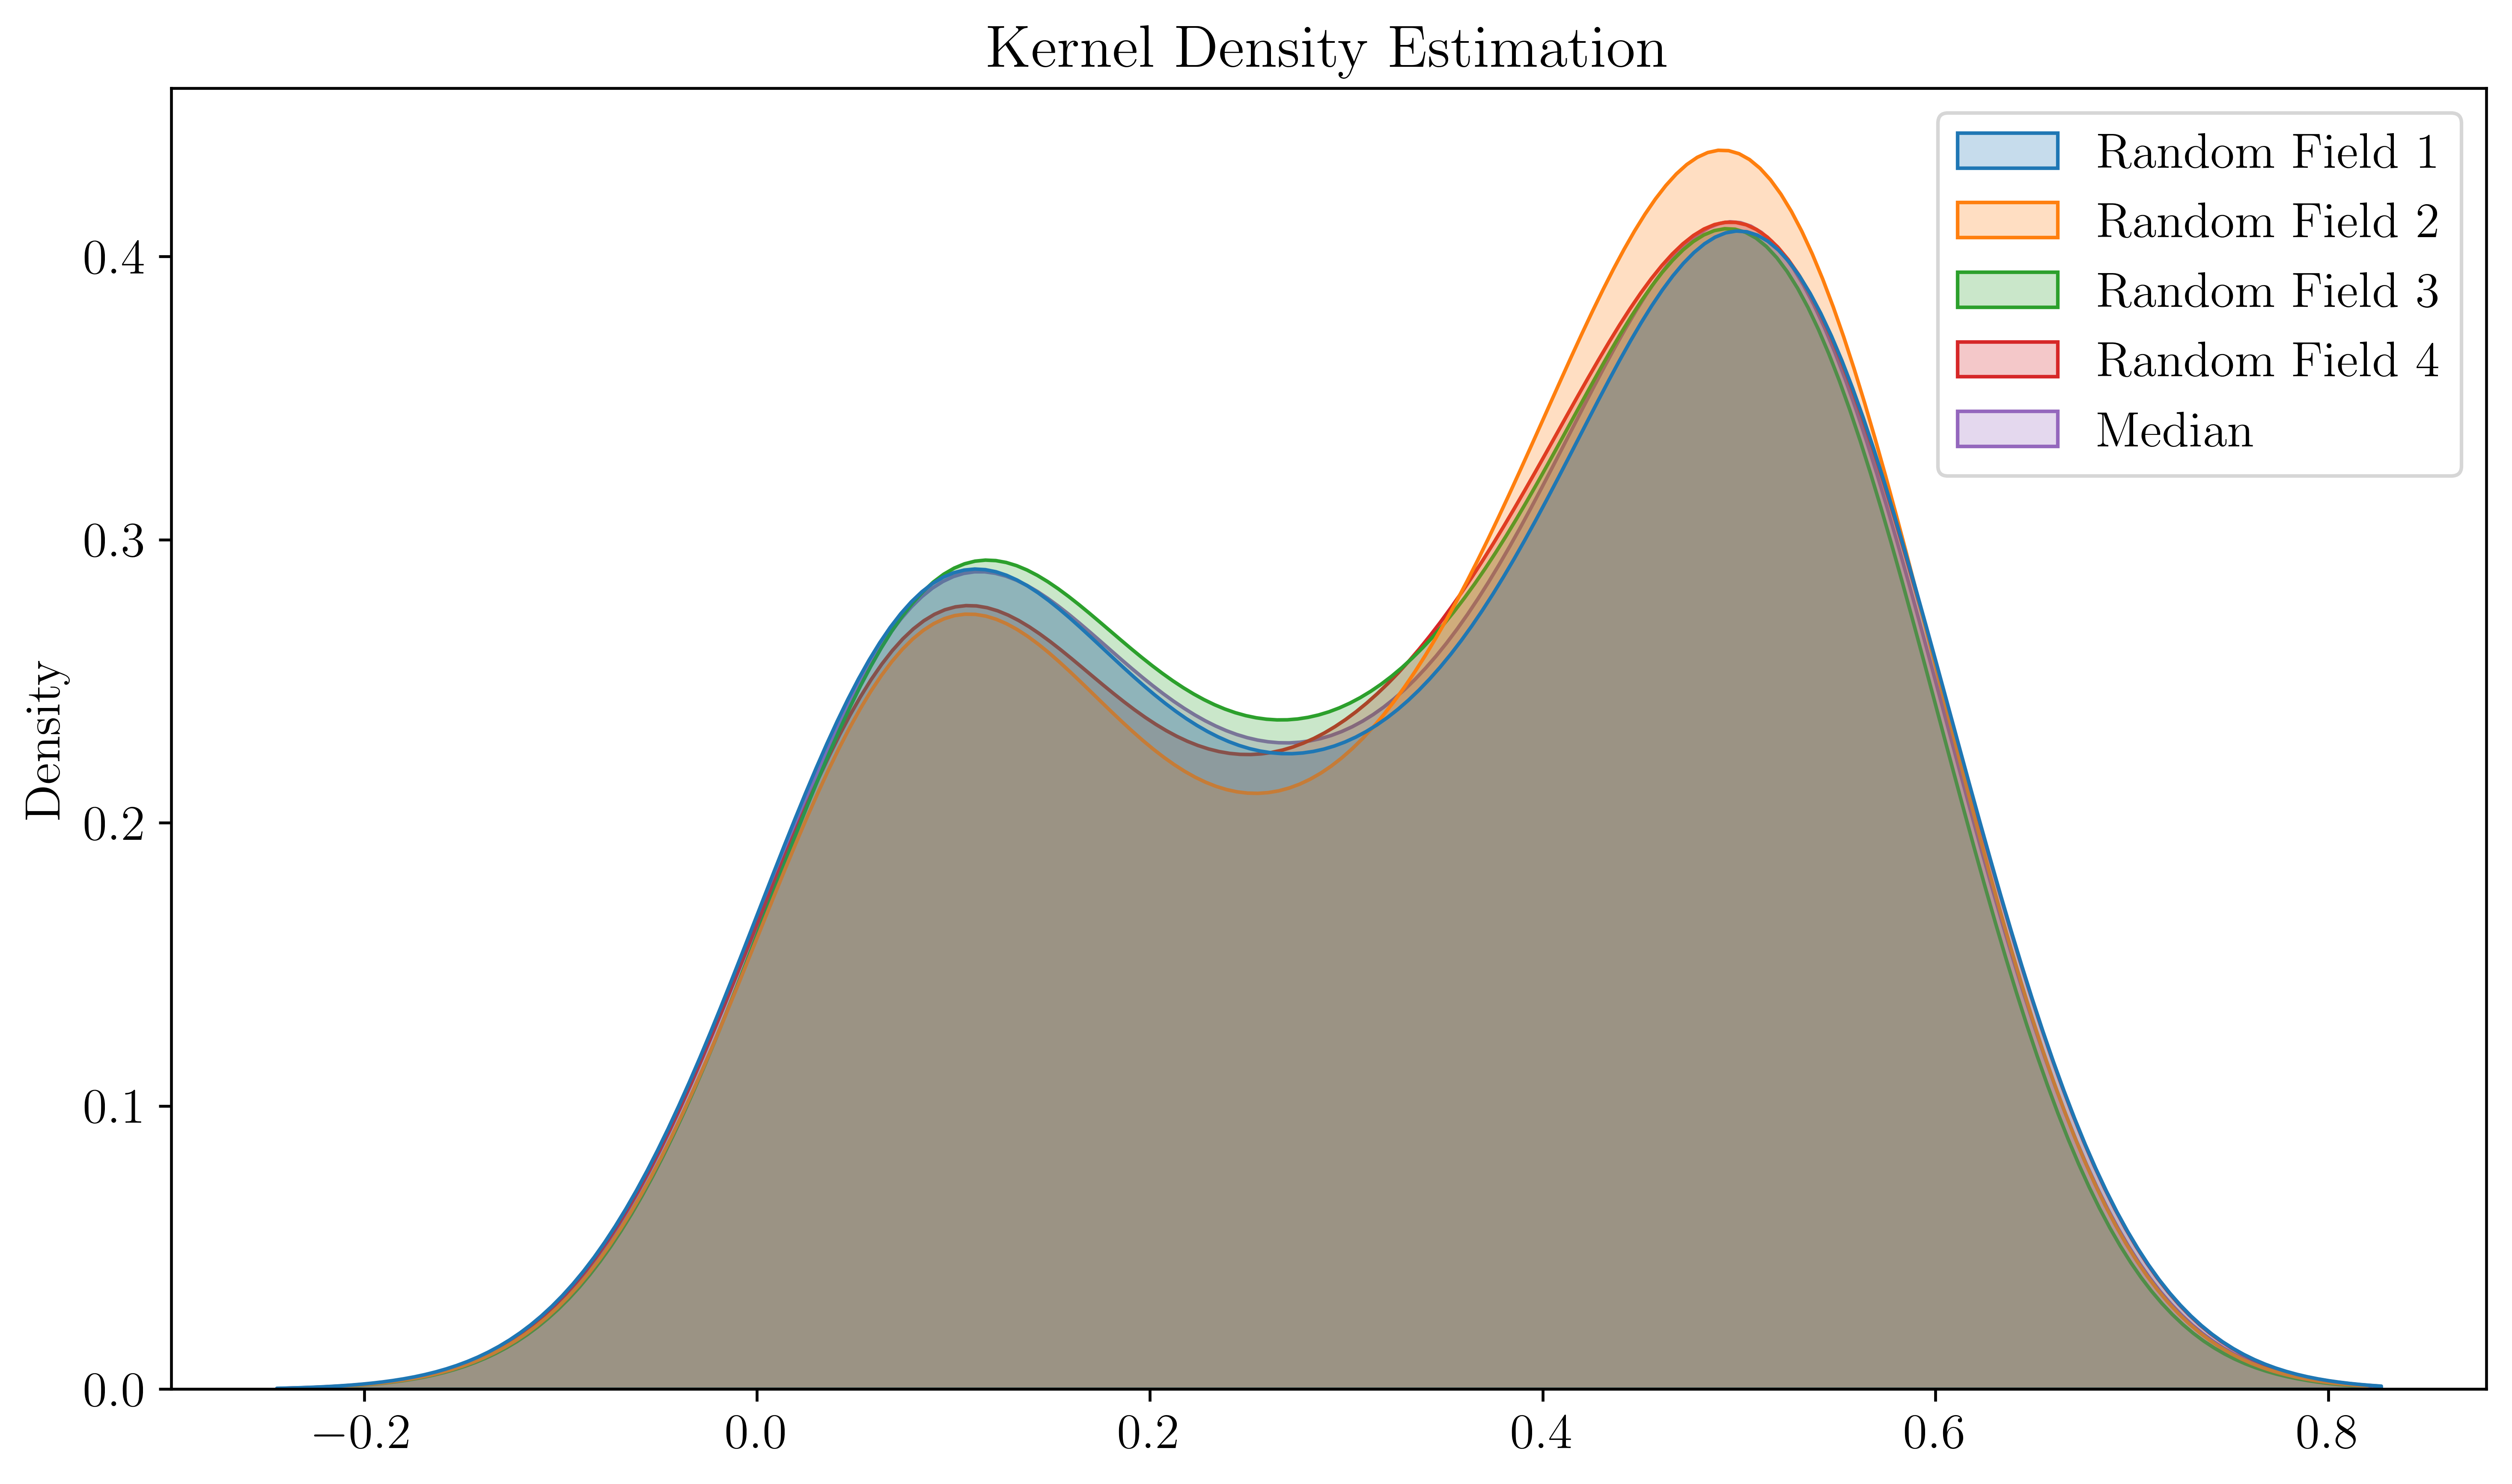 Kernel Density Estimation
Random Field 1
Random Field 2
Random Field 3
Random Field 4
Median
Density
0.4
0.3
0.2
0.1
0.0
−0.2 0.0 0.2 0.4 0.6 0.8